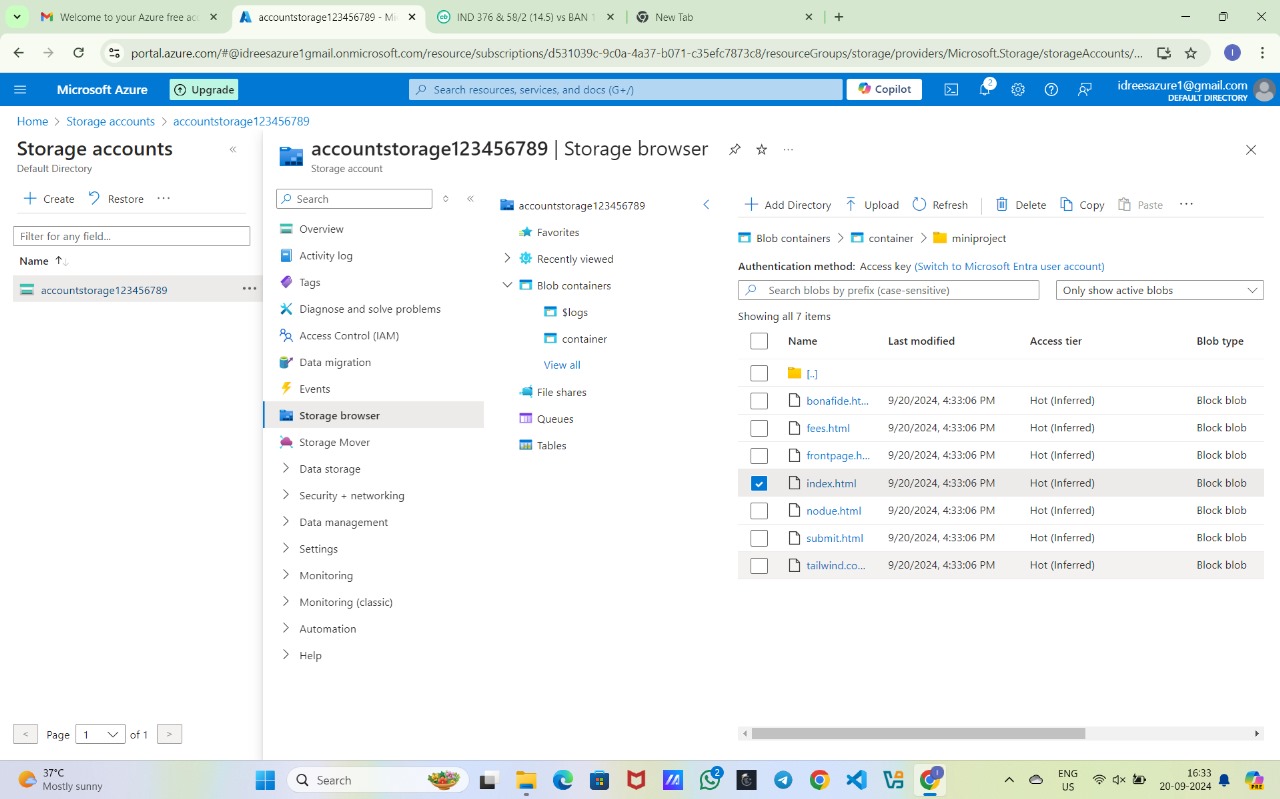 Welcome to your Azure free acc
accountstorage123456789 - Mi
IND 376 & 58/2 (14.5) vs BAN 1
New Tab
portal.azure.com/#@idreesazure1gmail.onmicrosoft.com/resource/subscriptions/d531039c-9c0a-4a37-b071-c35efc7873c8/resourceGroups/storage/providers/Microsoft.Storage/storageAccounts/...
I
Microsoft Azure
Upgrade
Search resources, services, and docs (G+/)
Copilot
2
idreesazure1@gmail.com
DEFAULT DIRECTORY
Home > Storage accounts > accountstorage123456789
Storage accounts
Default Directory
Create
Restore
Filter for any field...
Name
accountstorage123456789
Page 1 of 1
accountstorage123456789 | Storage browser
Storage account
Search
Overview
Activity log
Tags
Diagnose and solve problems
Access Control (IAM)
Data migration
Events
Storage browser
Storage Mover
Data storage
Security + networking
Data management
Settings
Monitoring
Monitoring (classic)
Automation
Help
accountstorage123456789
Favorites
Recently viewed
Blob containers
$logs
container
View all
File shares
Queues
Tables
Add Directory
Upload
Refresh
Delete
Copy
Paste
Blob containers > container > miniproject
Authentication method: Access key (Switch to Microsoft Entra user account)
Search blobs by prefix (case-sensitive)
Only show active blobs
Showing all 7 items
Name Last modified Access tier Blob type
[..]
bonafide.ht... 9/20/2024, 4:33:06 PM Hot (Inferred) Block blob
fees.html 9/20/2024, 4:33:06 PM Hot (Inferred) Block blob
frontpage.h... 9/20/2024, 4:33:06 PM Hot (Inferred) Block blob
index.html 9/20/2024, 4:33:06 PM Hot (Inferred) Block blob
nodue.html 9/20/2024, 4:33:06 PM Hot (Inferred) Block blob
submit.html 9/20/2024, 4:33:06 PM Hot (Inferred) Block blob
tailwind.co... 9/20/2024, 4:33:06 PM Hot (Inferred) Block blob
37°C
Mostly sunny
Search
2
ENG
US
16:33
20-09-2024
PRE